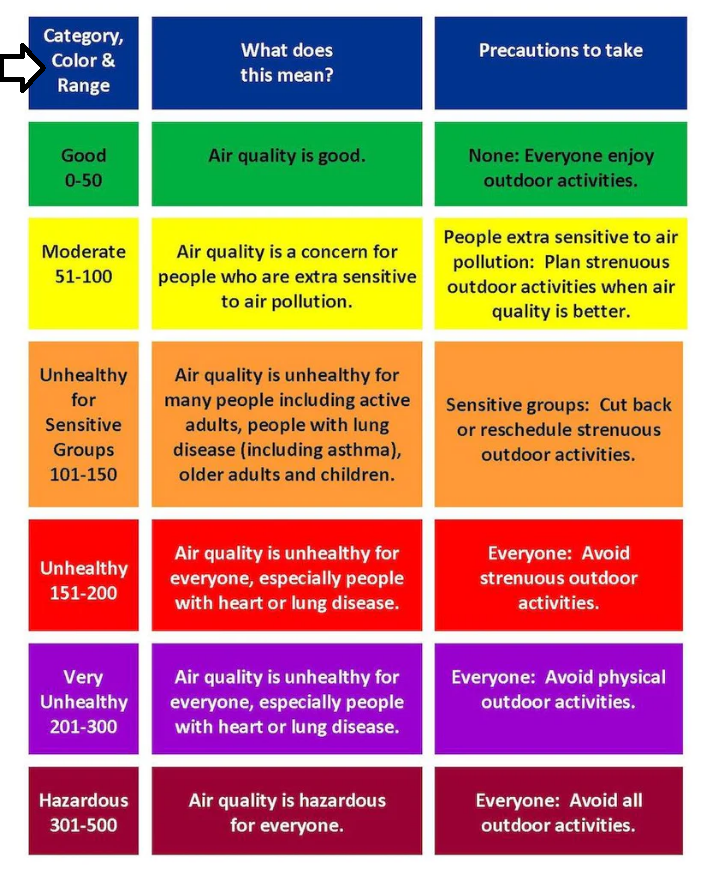 Category,
Color &
Range
What does
this mean?
Precautions to take
Good
0-50
Air quality is good.
None: Everyone enjoy
outdoor activities.
Moderate
51-100
Air quality is a concern for
people who are extra sensitive
to air pollution.
People extra sensitive to air
pollution: Plan strenuous
outdoor activities when air
quality is better.
Unhealthy
for
Sensitive
Groups
101-150
Air quality is unhealthy for
many people including active
adults, people with lung
disease (including asthma),
older adults and children.
Sensitive groups: Cut back
or reschedule strenuous
outdoor activities.
Unhealthy
151-200
Air quality is unhealthy for
everyone, especially people
with heart or lung disease.
Everyone: Avoid
strenuous outdoor
activities.
Very
Unhealthy
201-300
Air quality is unhealthy for
everyone, especially people
with heart or lung disease.
Everyone: Avoid physical
outdoor activities.
Hazardous
301-500
Air quality is hazardous
for everyone.
Everyone: Avoid all
outdoor activities.